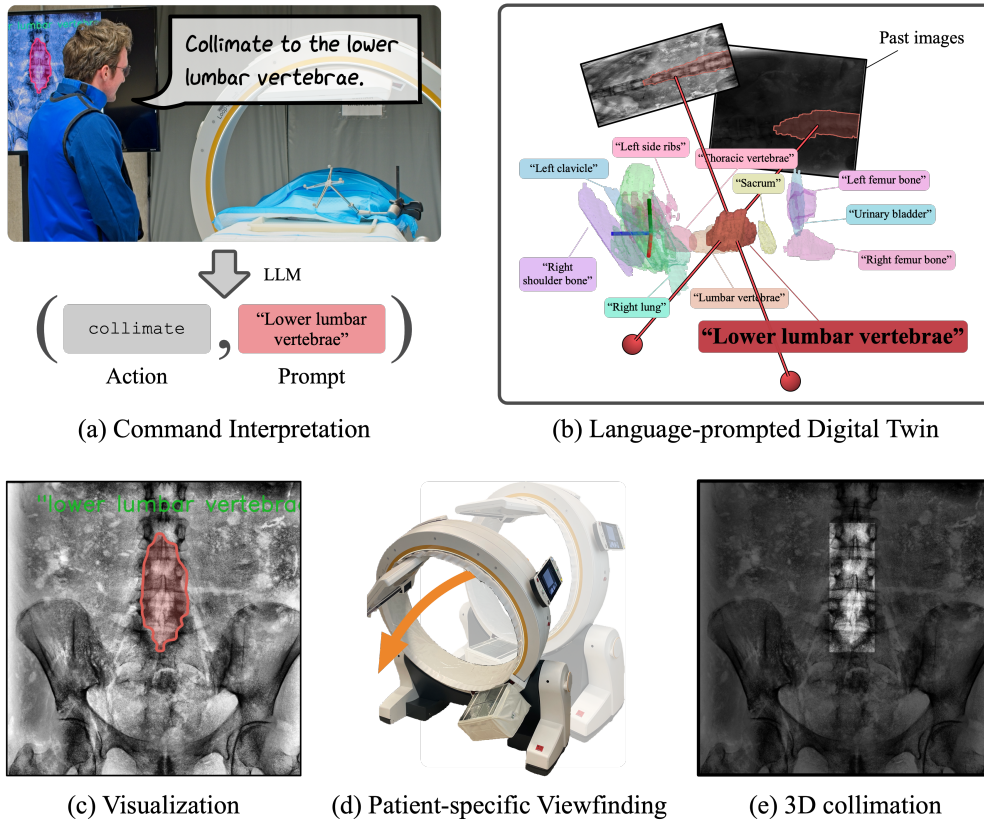 lumbar
Collimate to the lower
lumbar vertebrae.
LLM
( collimate , “Lower lumbar
vertebrae” )
Action
Prompt
(a) Command Interpretation
Past images
“Left side ribs”
“Thoracic vertebrae”
“Left clavicle”
“Sacrum”
“Left femur bone”
“Urinary bladder”
“Right
shoulder bone”
“Right femur bone”
“Right lung”
“Lumbar vertebrae”
“Lower lumbar vertebrae”
(b) Language-prompted Digital Twin
"lower lumbar vertebrae
(c) Visualization
(d) Patient-specific Viewfinding
(e) 3D collimation